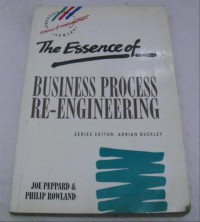 The Essence of...
BUSINESS PROCESS
RE-ENGINEERING
SERIES EDITOR: ADRIAN BUCKLEY
JOE PEPPARD &
PHILIP ROWLAND